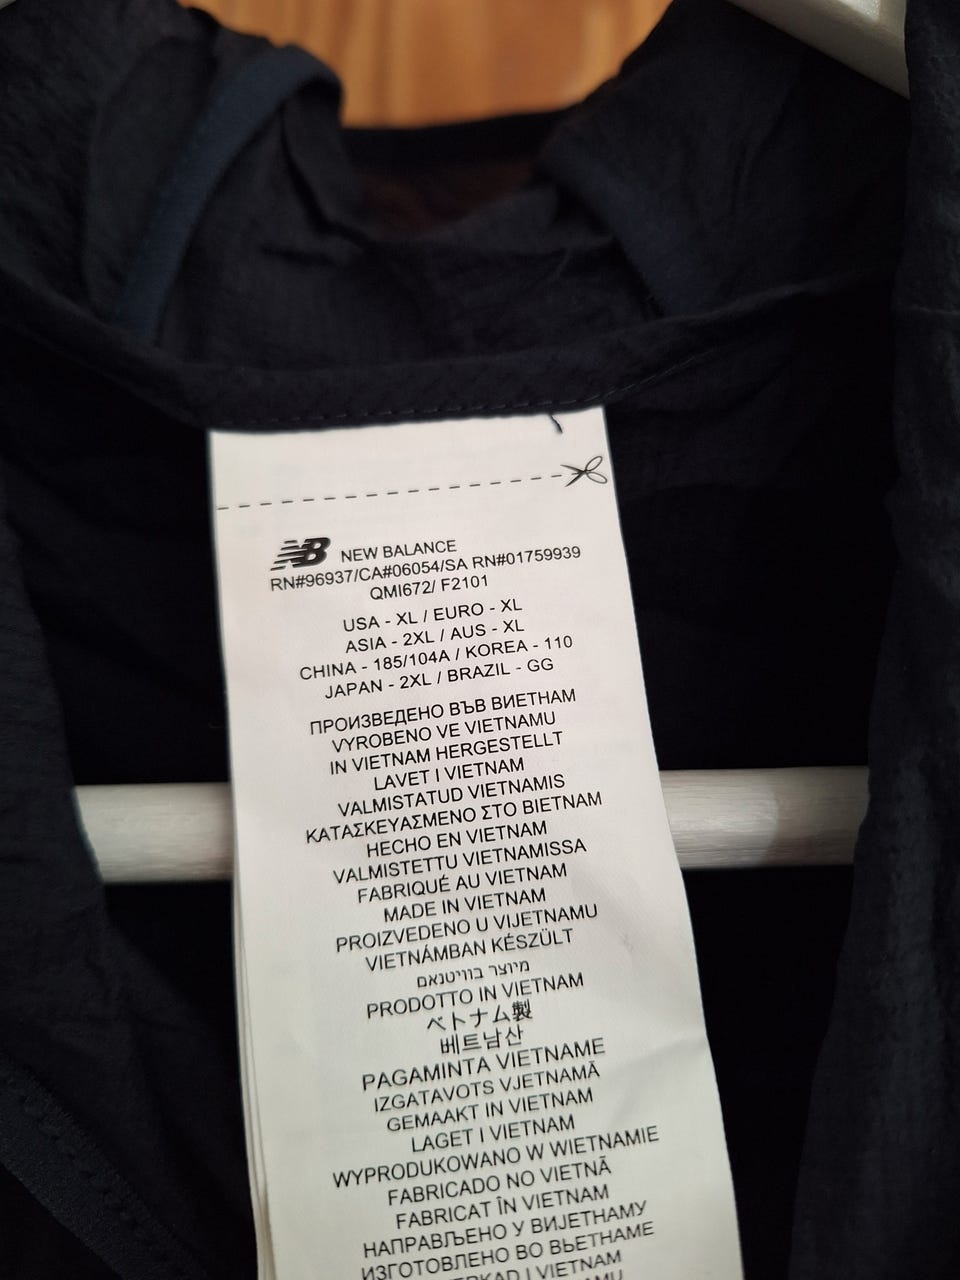 NB NEW BALANCE
RN#96937/CA#06054/SA RN#01759939
QMI672/ F2101
USA - XL / EURO - XL
ASIA - 2XL / AUS - XL
CHINA - 185/104A / KOREA - 110
JAPAN - 2XL / BRAZIL - GG
ПРОИЗВЕДЕНО ВЪВ ВИЕТНАМ
VYROBENO VE VIETNAMU
IN VIETNAM HERGESTELLT
LAVET I VIETNAM
VALMISTATUD VIETNAMIS
ΚΑΤΑΣΚΕΥΑΣΜΕΝΟ ΣΤΟ ΒΙΕΤΝΑΜ
HECHO EN VIETNAM
VALMISTETTU VIETNAMISSA
FABRIQUÉ AU VIETNAM
MADE IN VIETNAM
PROIZVEDENO U VIJETNAMU
VIETNÁMBAN KÉSZÜLT
מיוצר בוויטנאם
PRODOTTO IN VIETNAM
ベトナム製
베트남산
PAGAMINTA VIETNAME
IZGATAVOTS VJETNAMĀ
GEMAAKT IN VIETNAM
LAGET I VIETNAM
WYPRODUKOWANO W WIETNAMIE
FABRICADO NO VIETNÃ
FABRICAT ÎN VIETNAM
НАПРАВЉЕНО У ВИЈЕТНАМУ
ИЗГОТОВЛЕНО ВО ВЬЕТНАМЕ
I VIETNAM